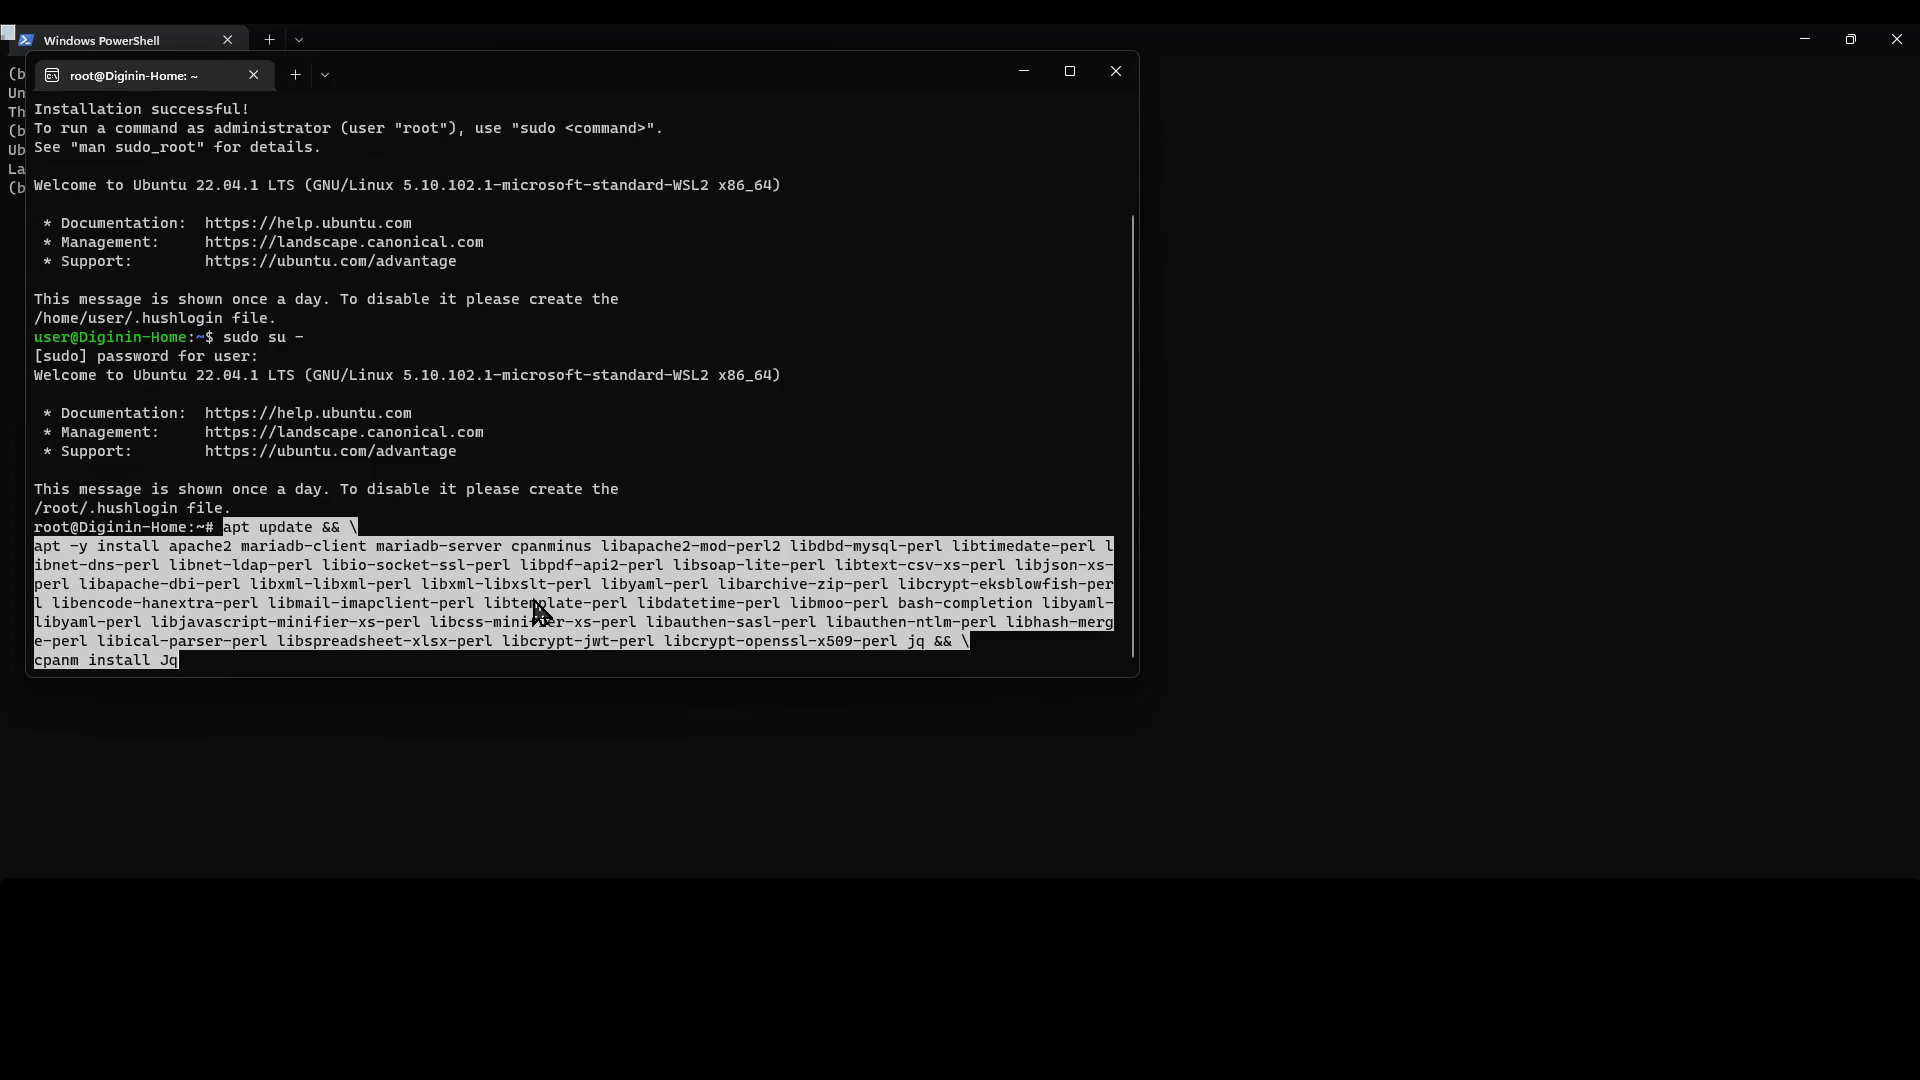 Windows PowerShell
root@Diginin-Home: ~
(b
Un
Th
(b
Ub
La
(b
Installation successful!
To run a command as administrator (user "root"), use "sudo <command>".
See "man sudo_root" for details.
Welcome to Ubuntu 22.04.1 LTS (GNU/Linux 5.10.102.1-microsoft-standard-WSL2 x86_64)
* Documentation:  https://help.ubuntu.com
* Management:     https://landscape.canonical.com
* Support:        https://ubuntu.com/advantage
This message is shown once a day. To disable it please create the
/home/user/.hushlogin file.
user@Diginin-Home:~$ sudo su -
[sudo] password for user:
Welcome to Ubuntu 22.04.1 LTS (GNU/Linux 5.10.102.1-microsoft-standard-WSL2 x86_64)
* Documentation:  https://help.ubuntu.com
* Management:     https://landscape.canonical.com
* Support:        https://ubuntu.com/advantage
This message is shown once a day. To disable it please create the
/root/.hushlogin file.
root@Diginin-Home:~# apt update && \
apt -y install apache2 mariadb-client mariadb-server cpanminus libapache2-mod-perl2 libdbd-mysql-perl libtimedate-perl l
ibnet-dns-perl libnet-ldap-perl libio-socket-ssl-perl libpdf-api2-perl libsoap-lite-perl libtext-csv-xs-perl libjson-xs-
perl libapache-dbi-perl libxml-libxml-perl libxml-libxslt-perl libyaml-perl libarchive-zip-perl libcrypt-eksblowfish-per
l libencode-hanextra-perl libmail-imapclient-perl libtemplate-perl libdatetime-perl libmoo-perl bash-completion libyaml-
libyaml-perl libjavascript-minifier-xs-perl libcss-minifier-xs-perl libauthen-sasl-perl libauthen-ntlm-perl libhash-merg
e-perl libical-parser-perl libspreadsheet-xlsx-perl libcrypt-jwt-perl libcrypt-openssl-x509-perl jq && \
cpanm install Jq